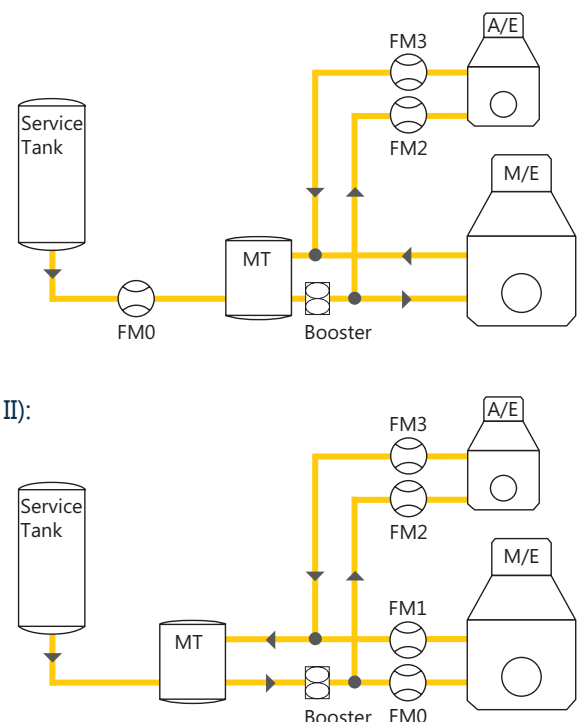 A/E
FM3
Service
Tank
FM2
M/E
MT
FM0
Booster
II):
A/E
FM3
Service
Tank
FM2
M/E
FM1
MT
Booster
FM0